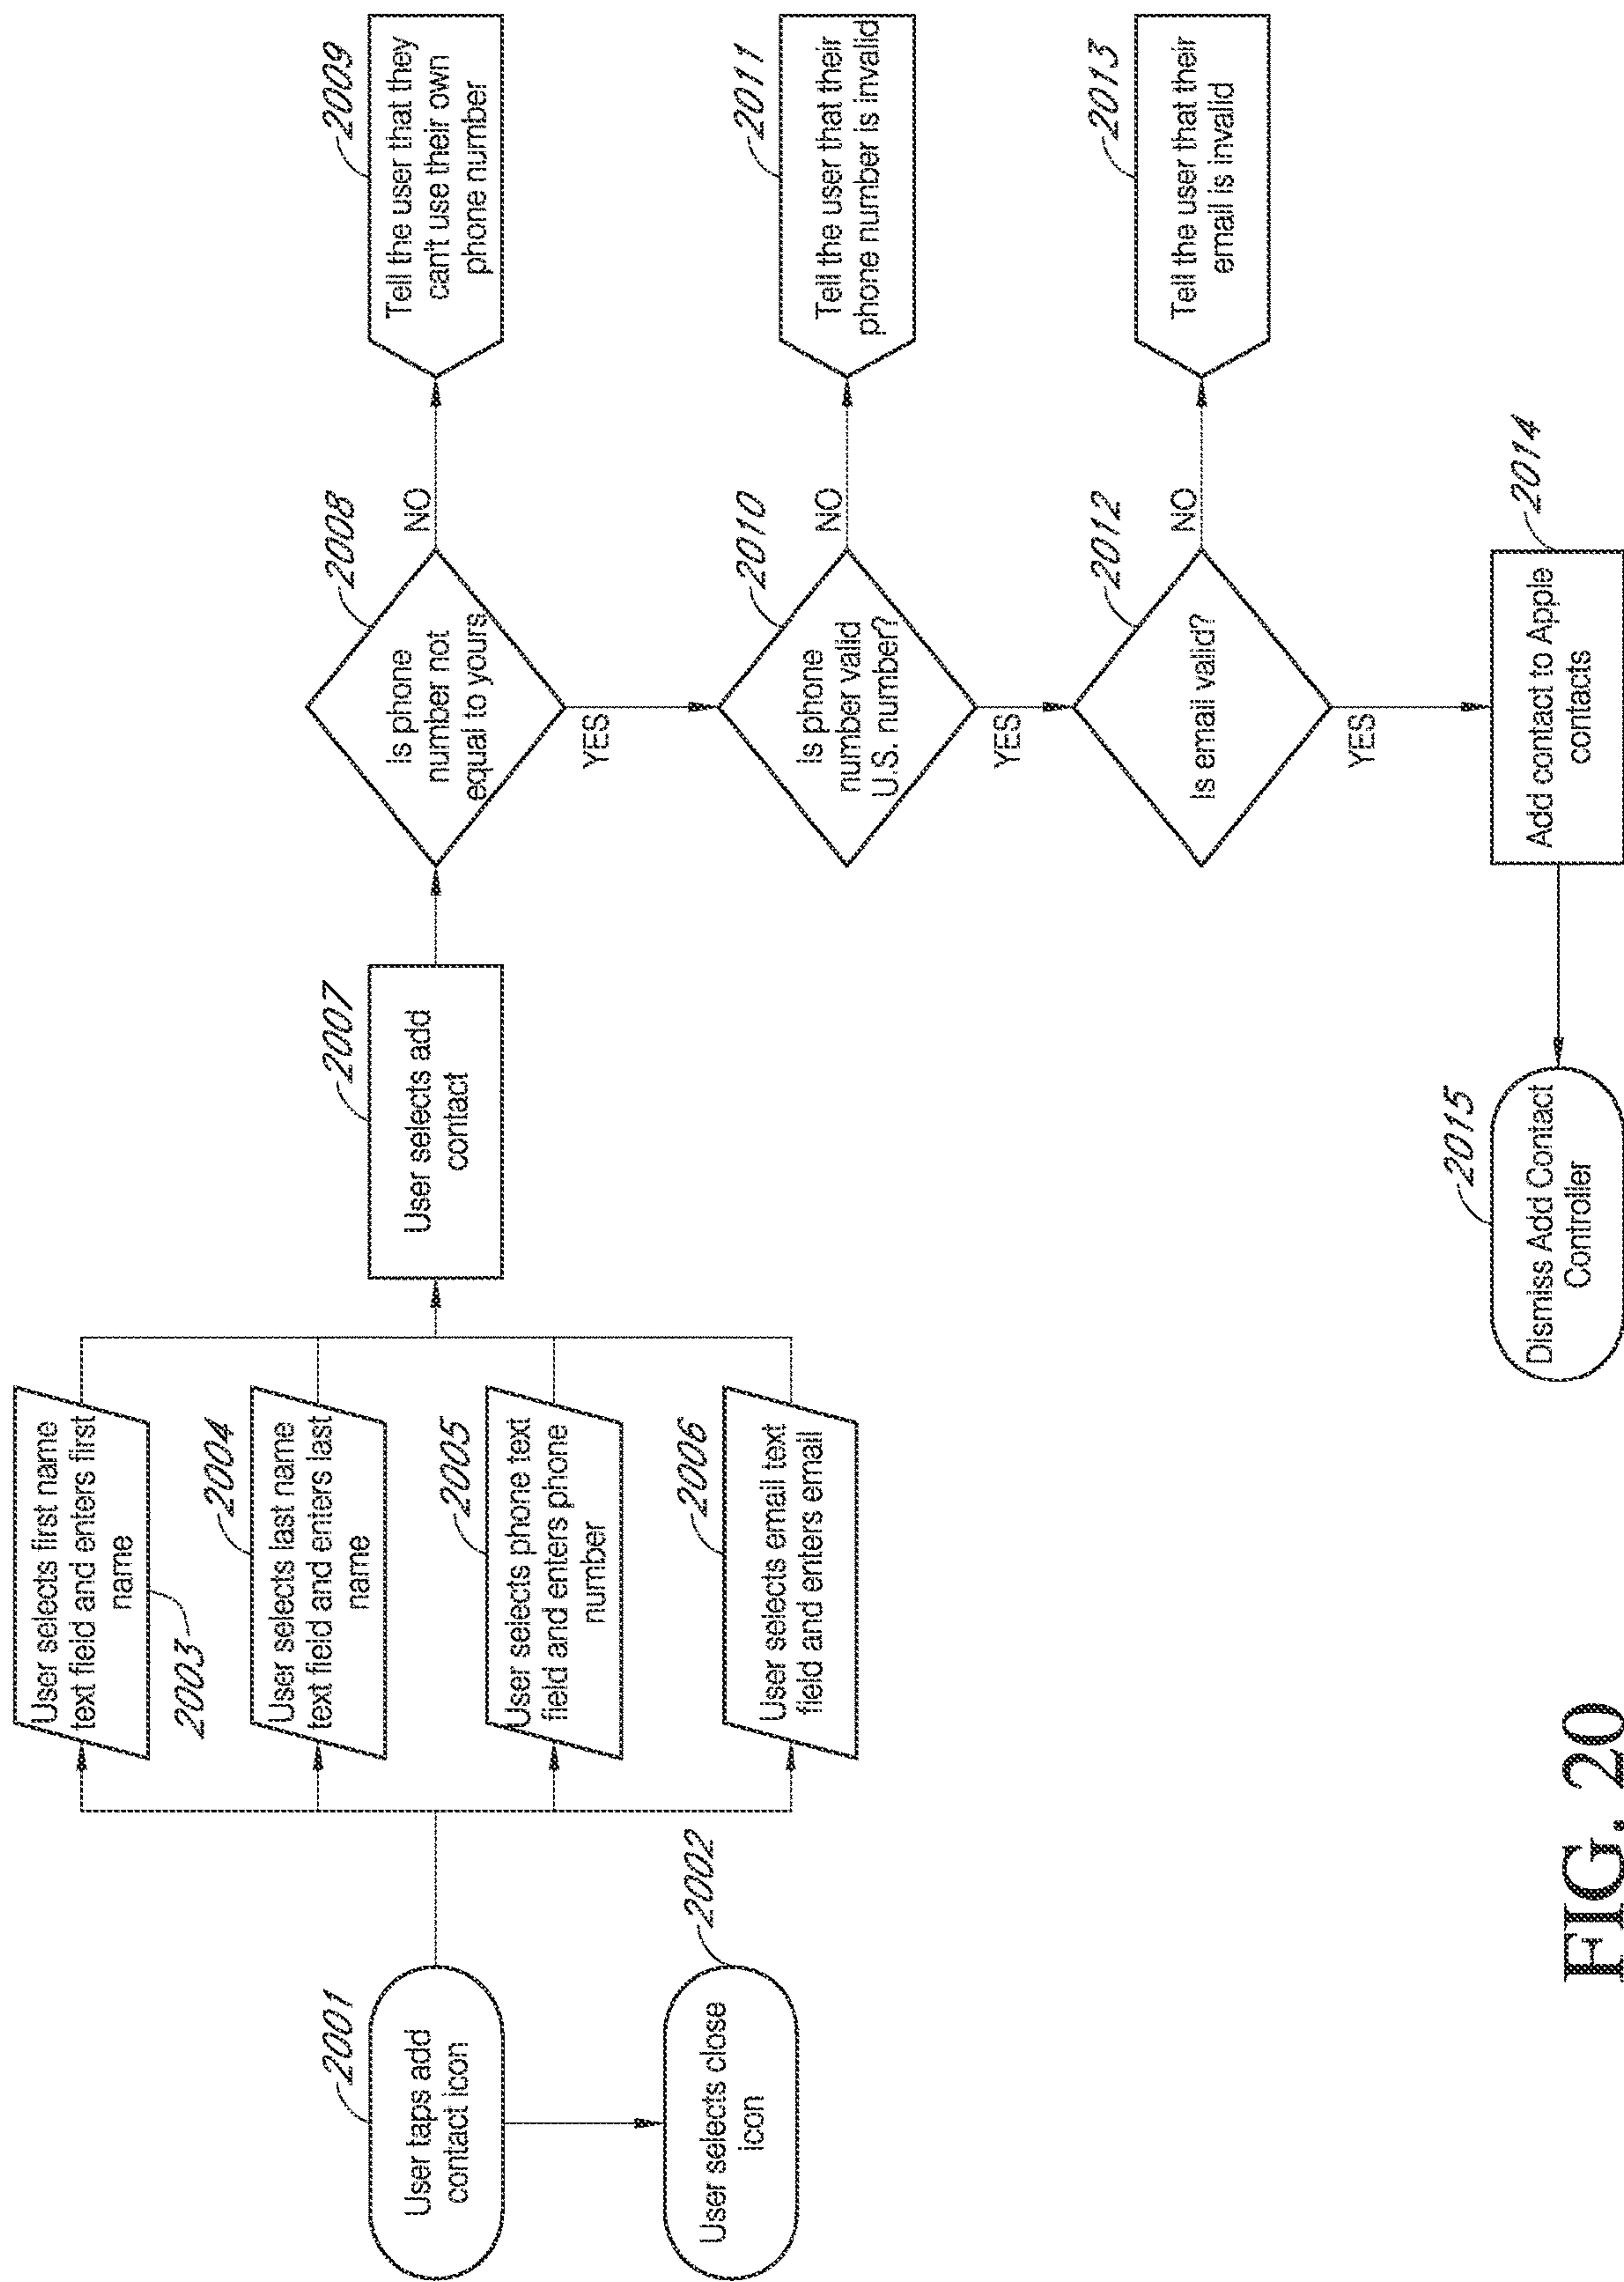 2001
User taps add
contact icon
2002
User selects close
icon
User selects first name
text field and enters first
name
2003
2004
User selects last name
text field and enters last
name
2005
User selects phone text
field and enters phone
number
2006
User selects email text
field and enters email
2007
User selects add
contact
2008
Is phone
number not
equal to yours
NO
YES
2009
Tell the user that they
can't use their own
phone number
2010
Is phone
number valid
U.S. number?
NO
YES
2011
Tell the user that their
phone number is invalid
2012
Is email valid?
NO
YES
2013
Tell the user that their
email is invalid
2014
Add contact to Apple
contacts
2015
Dismiss Add Contact
Controller
FIG. 20